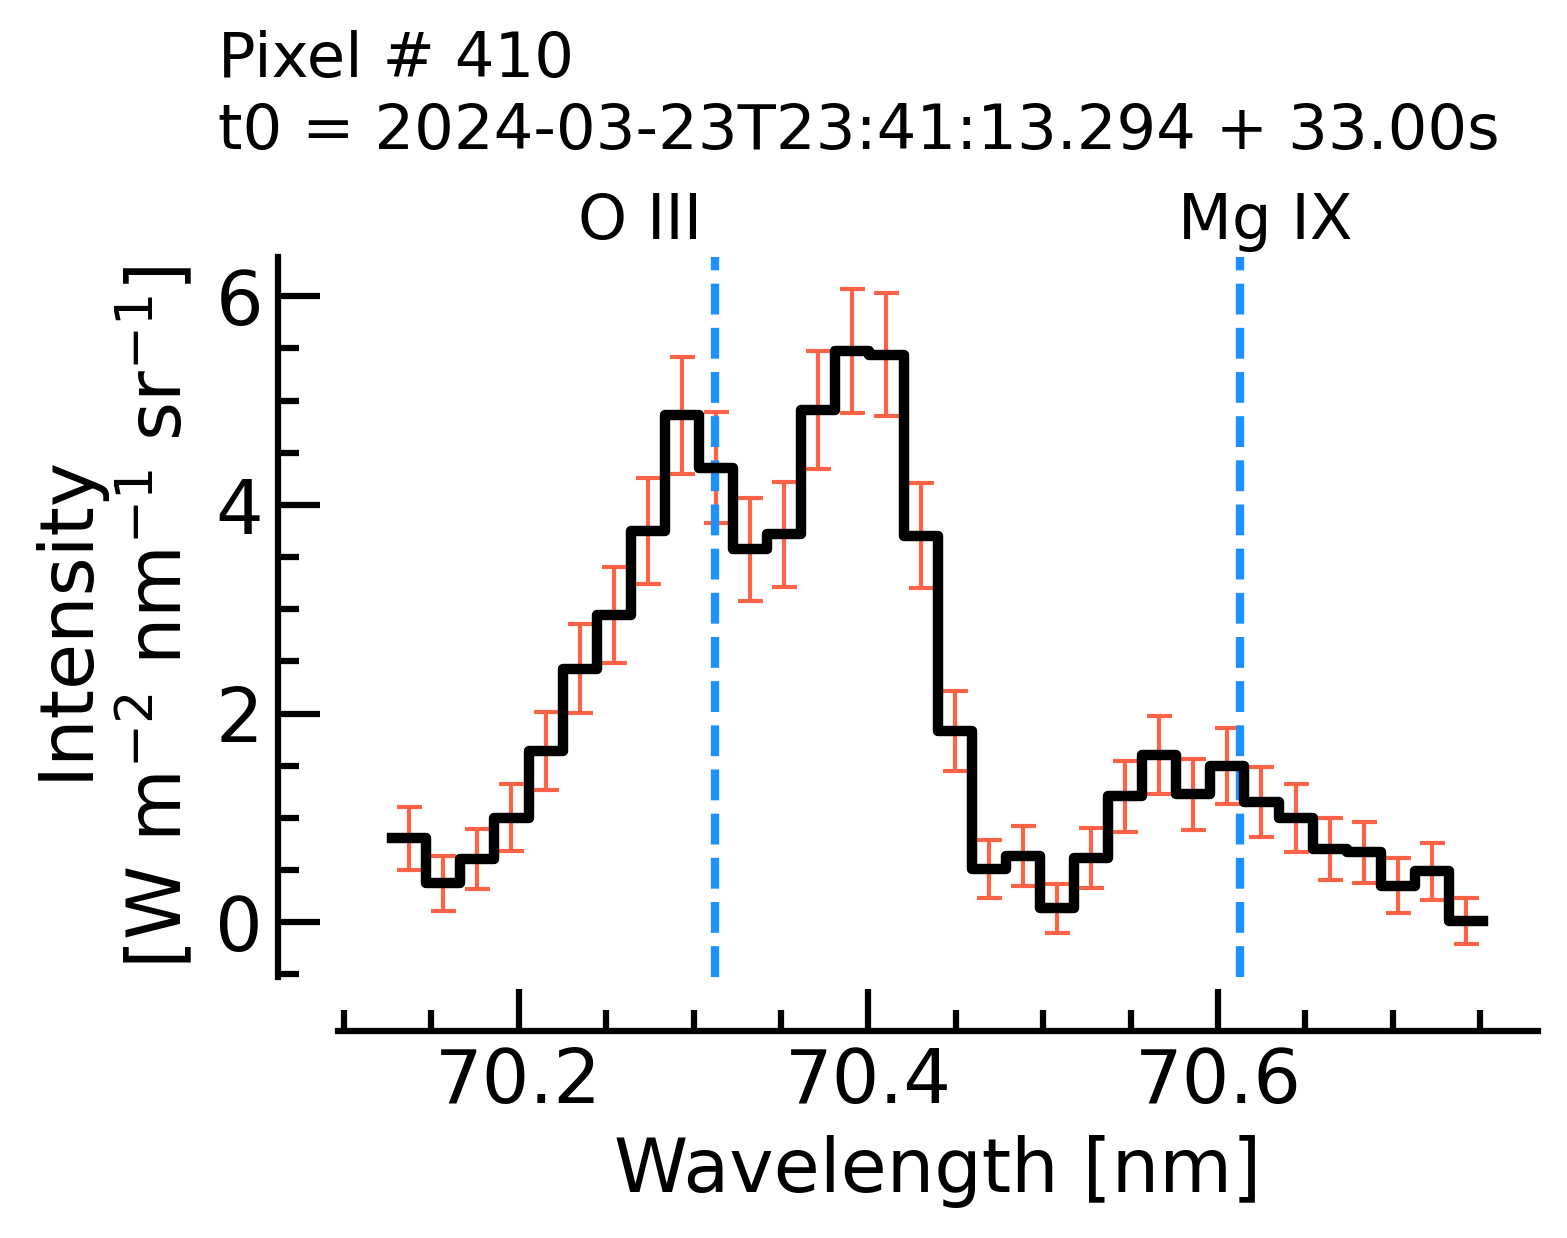 Pixel # 410
t0 = 2024-03-23T23:41:13.294 + 33.00s
O III
Mg IX
Intensity
[W m⁻² nm⁻¹ sr⁻¹]
6
4
2
0
70.2
70.4
70.6
Wavelength [nm]